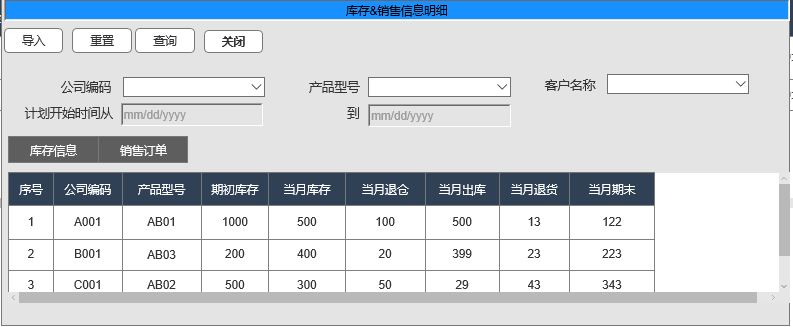 库存&销售信息明细
导入 重置 查询 关闭
公司编码 产品型号 客户名称
计划开始时间从 mm/dd/yyyy 到 mm/dd/yyyy
库存信息 销售订单
序号 公司编码 产品型号 期初库存 当月库存 当月退仓 当月出库 当月退货 当月期末
1 A001 AB01 1000 500 100 500 13 122
2 B001 AB03 200 400 20 399 23 223
3 C001 AB02 500 300 50 29 43 343